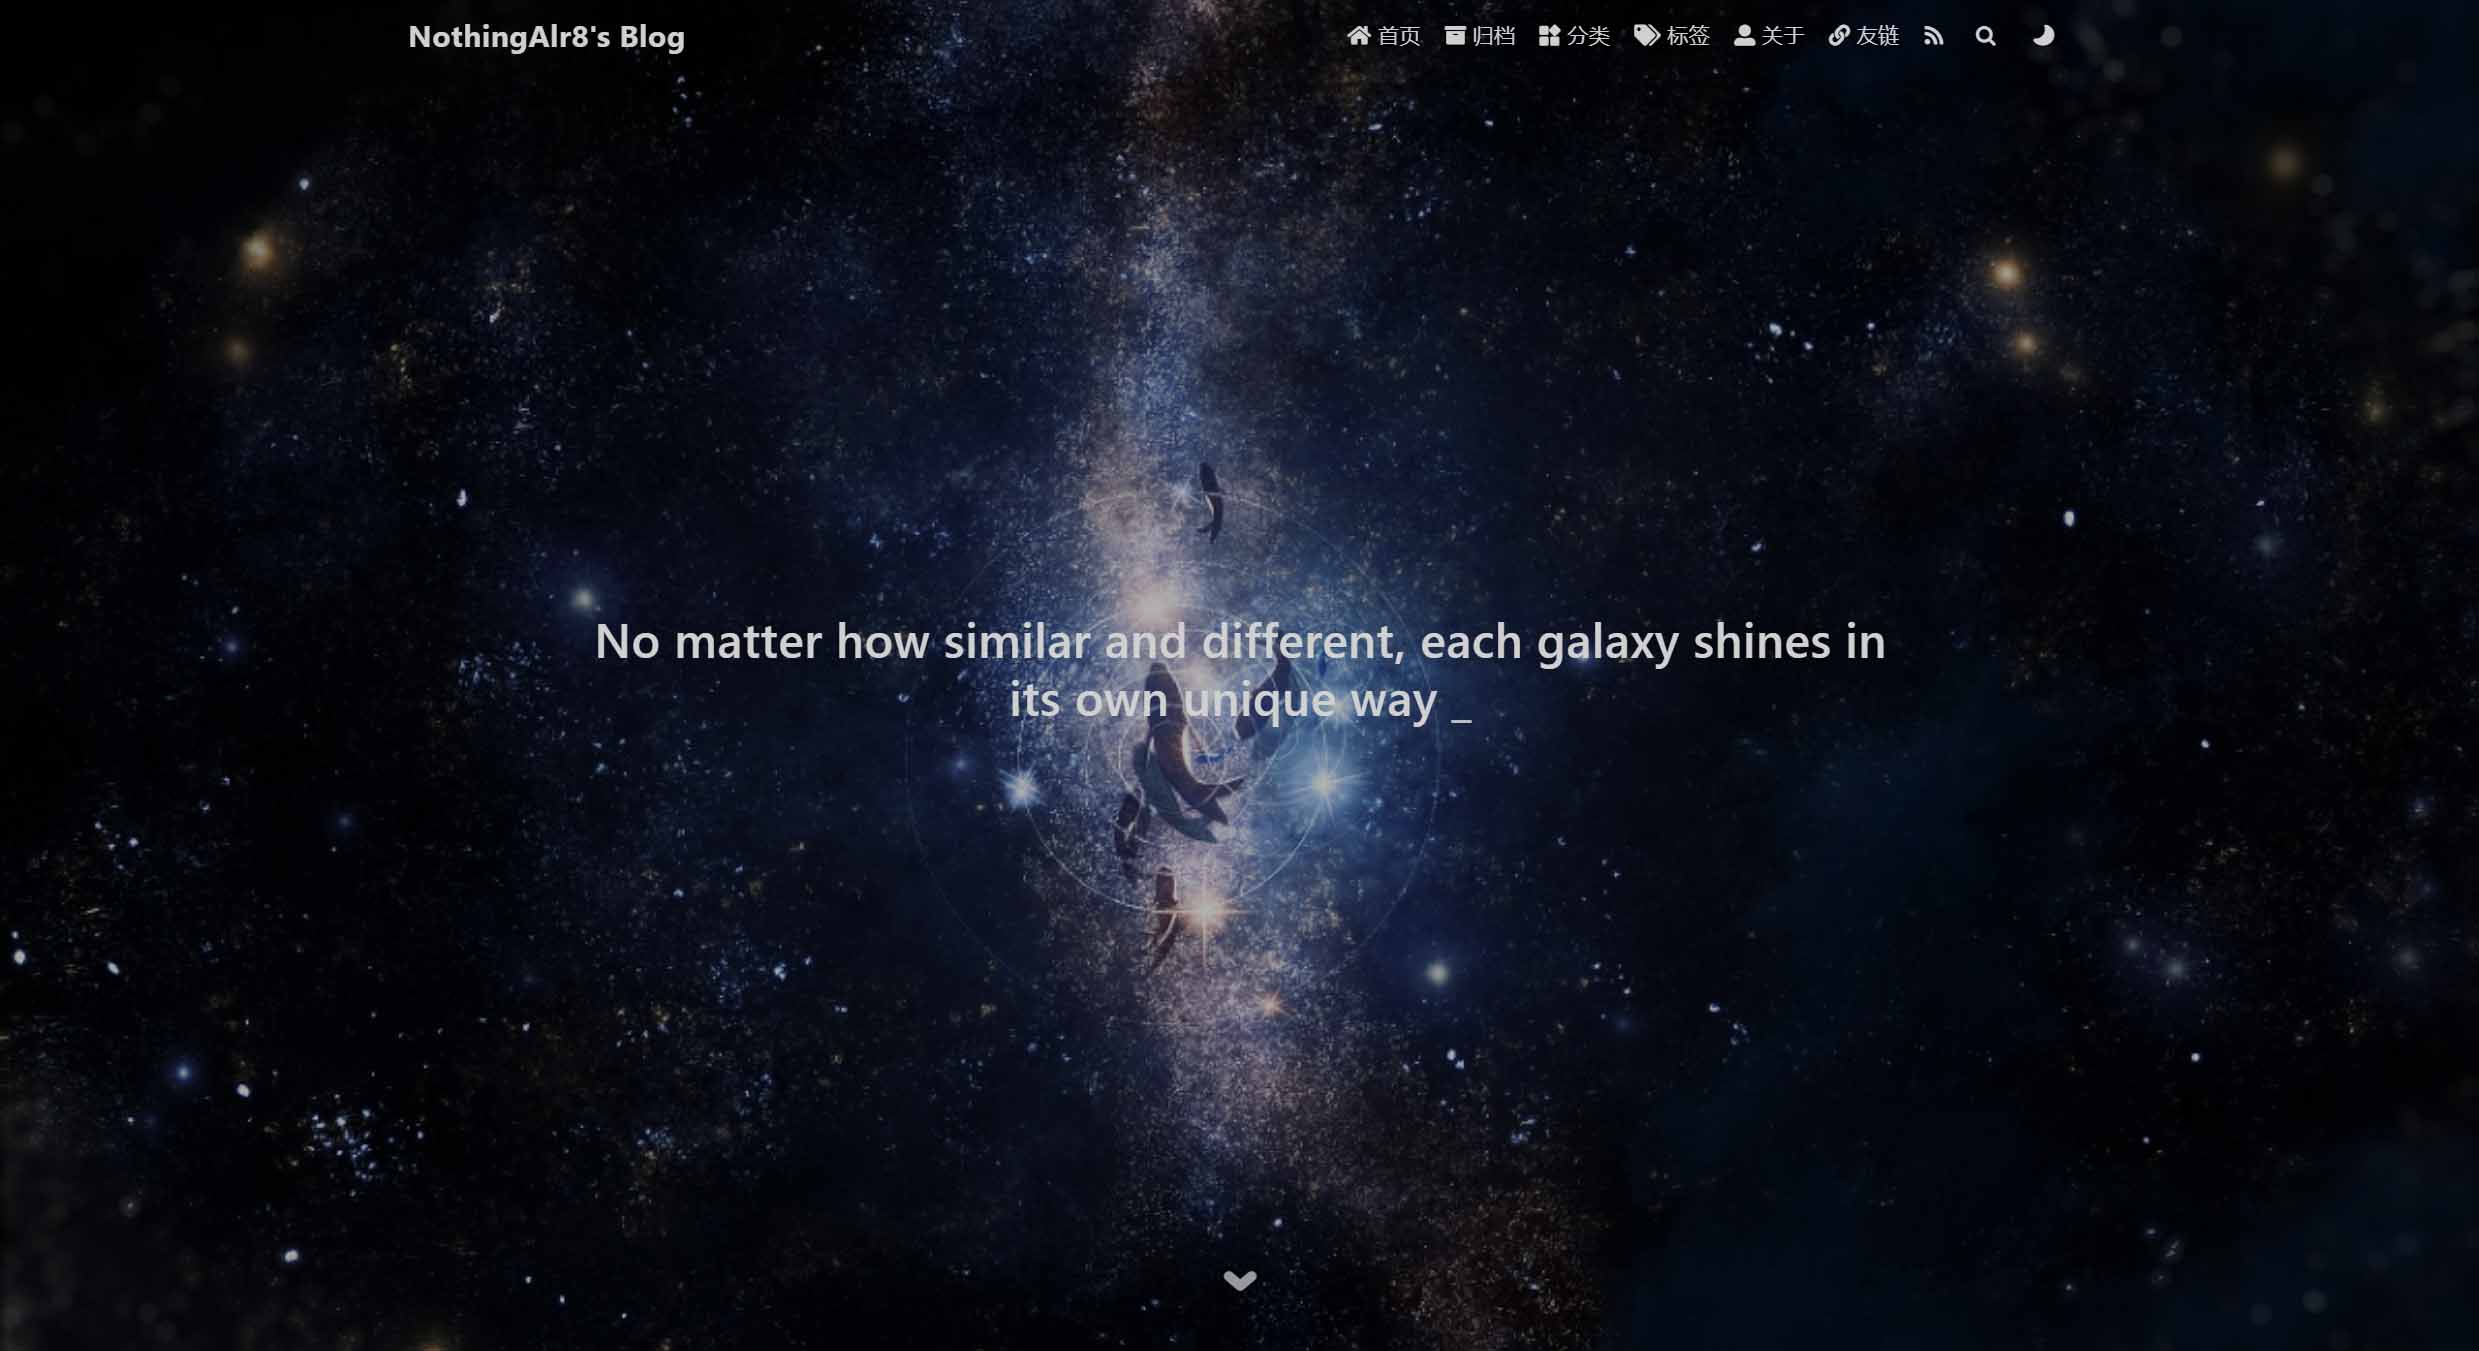 NothingAlr8's Blog
首页 归档 分类 标签 关于 友链
No matter how similar and different, each galaxy shines in
its own unique way _